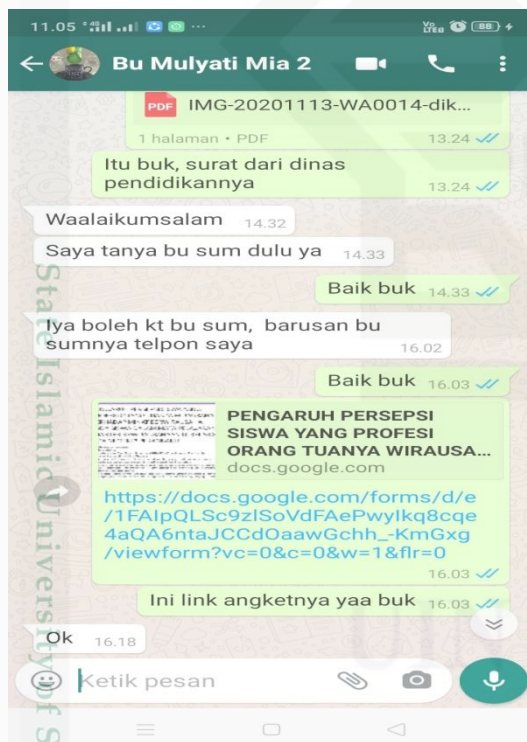 11.05
88
Bu Mulyati Mia 2
PDF IMG-20201113-WA0014-dik...
1 halaman • PDF 13.24
Itu buk, surat dari dinas
pendidikannya 13.24
Waalaikumsalam 14.32
Saya tanya bu sum dulu ya 14.33
Baik buk 14.33
Iya boleh kt bu sum, barusan bu
sumnya telpon saya 16.02
Baik buk 16.03
PENGARUH PERSEPSI
SISWA YANG PROFESI
ORANG TUANYA WIRAUSA...
docs.google.com
https://docs.google.com/forms/d/e
/1FAIpQLSc9zlSoVdFAePwyIkq8cqe
4aQA6ntaJCCdOaawGchh_-KmGxg
/viewform?vc=0&c=0&w=1&flr=0
16.03
Ini link angketnya yaa buk 16.03
Ok 16.18
Ketik pesan
State Islamic University of S